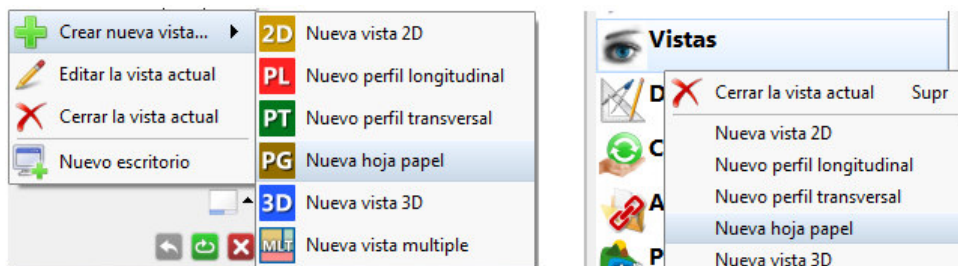 Crear nueva vista...
Editar la vista actual
Cerrar la vista actual
Nuevo escritorio
2D Nueva vista 2D
PL Nuevo perfil longitudinal
PT Nuevo perfil transversal
PG Nueva hoja papel
3D Nueva vista 3D
MLT Nueva vista multiple
Vistas
D
C
A
P
Cerrar la vista actual Supr
Nueva vista 2D
Nuevo perfil longitudinal
Nuevo perfil transversal
Nueva hoja papel
Nueva vista 3D